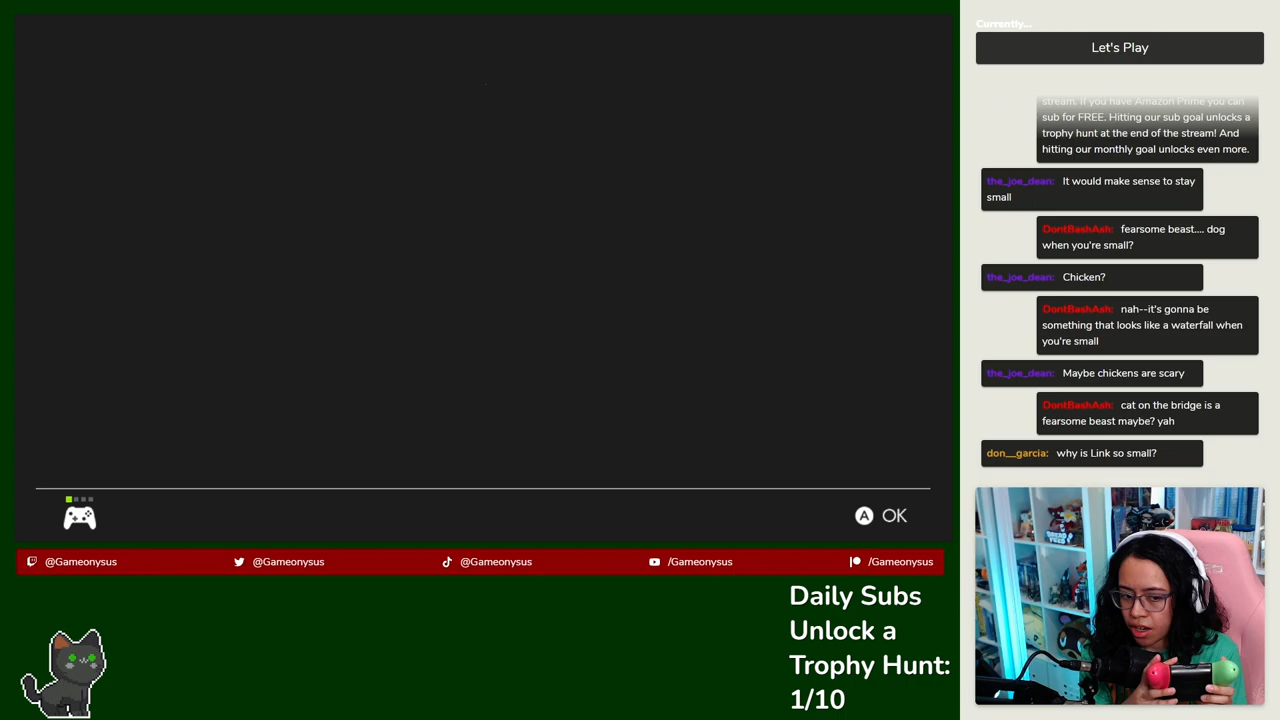 Currently...
Let's Play
stream. If you have Amazon Prime you can
sub for FREE. Hitting our sub goal unlocks a
trophy hunt at the end of the stream! And
hitting our monthly goal unlocks even more.
the_joe_dean: It would make sense to stay
small
DontBashAsh: fearsome beast.... dog
when you're small?
the_joe_dean: Chicken?
DontBashAsh: nah--it's gonna be
something that looks like a waterfall when
you're small
the_joe_dean: Maybe chickens are scary
DontBashAsh: cat on the bridge is a
fearsome beast maybe? yah
don__garcia: why is Link so small?
A OK
@Gameonysus @Gameonysus @Gameonysus /Gameonysus /Gameonysus
Daily Subs
Unlock a
Trophy Hunt:
1/10